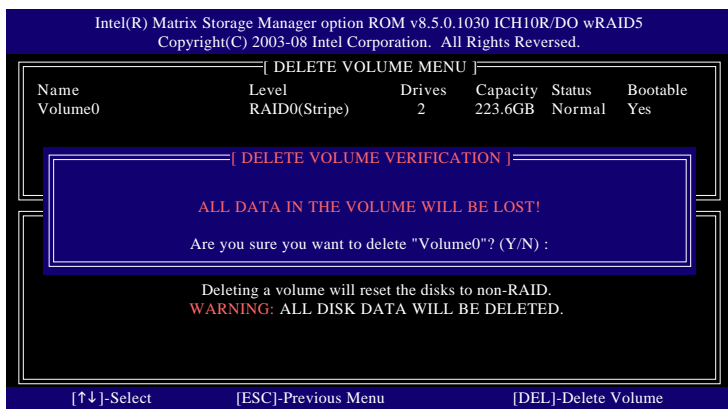 Intel(R) Matrix Storage Manager option ROM v8.5.0.1030 ICH10R/DO wRAID5
Copyright(C) 2003-08 Intel Corporation. All Rights Reversed.
[ DELETE VOLUME MENU ]
Name Level Drives Capacity Status Bootable
Volume0 RAID0(Stripe) 2 223.6GB Normal Yes
[ DELETE VOLUME VERIFICATION ]
ALL DATA IN THE VOLUME WILL BE LOST!
Are you sure you want to delete "Volume0"? (Y/N) :
Deleting a volume will reset the disks to non-RAID.
WARNING: ALL DISK DATA WILL BE DELETED.
[↑↓]-Select [ESC]-Previous Menu [DEL]-Delete Volume